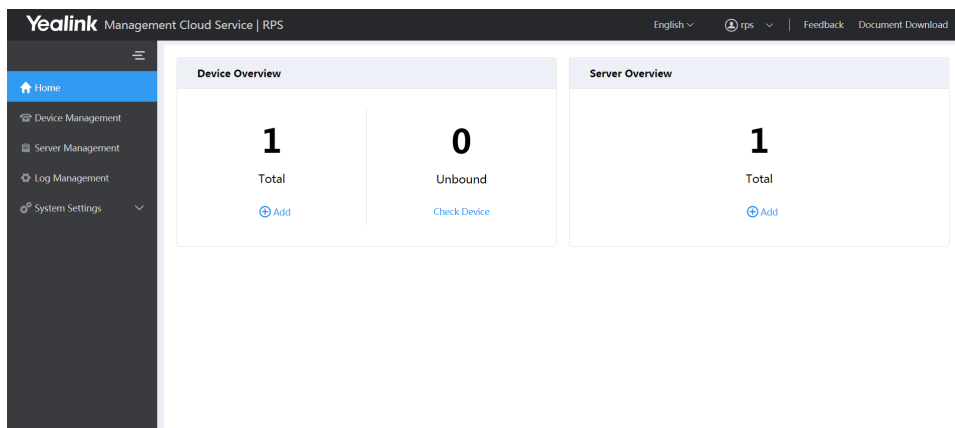 Yealink Management Cloud Service | RPS
English
rps
Feedback
Document Download
Home
Device Management
Server Management
Log Management
System Settings
Device Overview
1
Total
Add
0
Unbound
Check Device
Server Overview
1
Total
Add